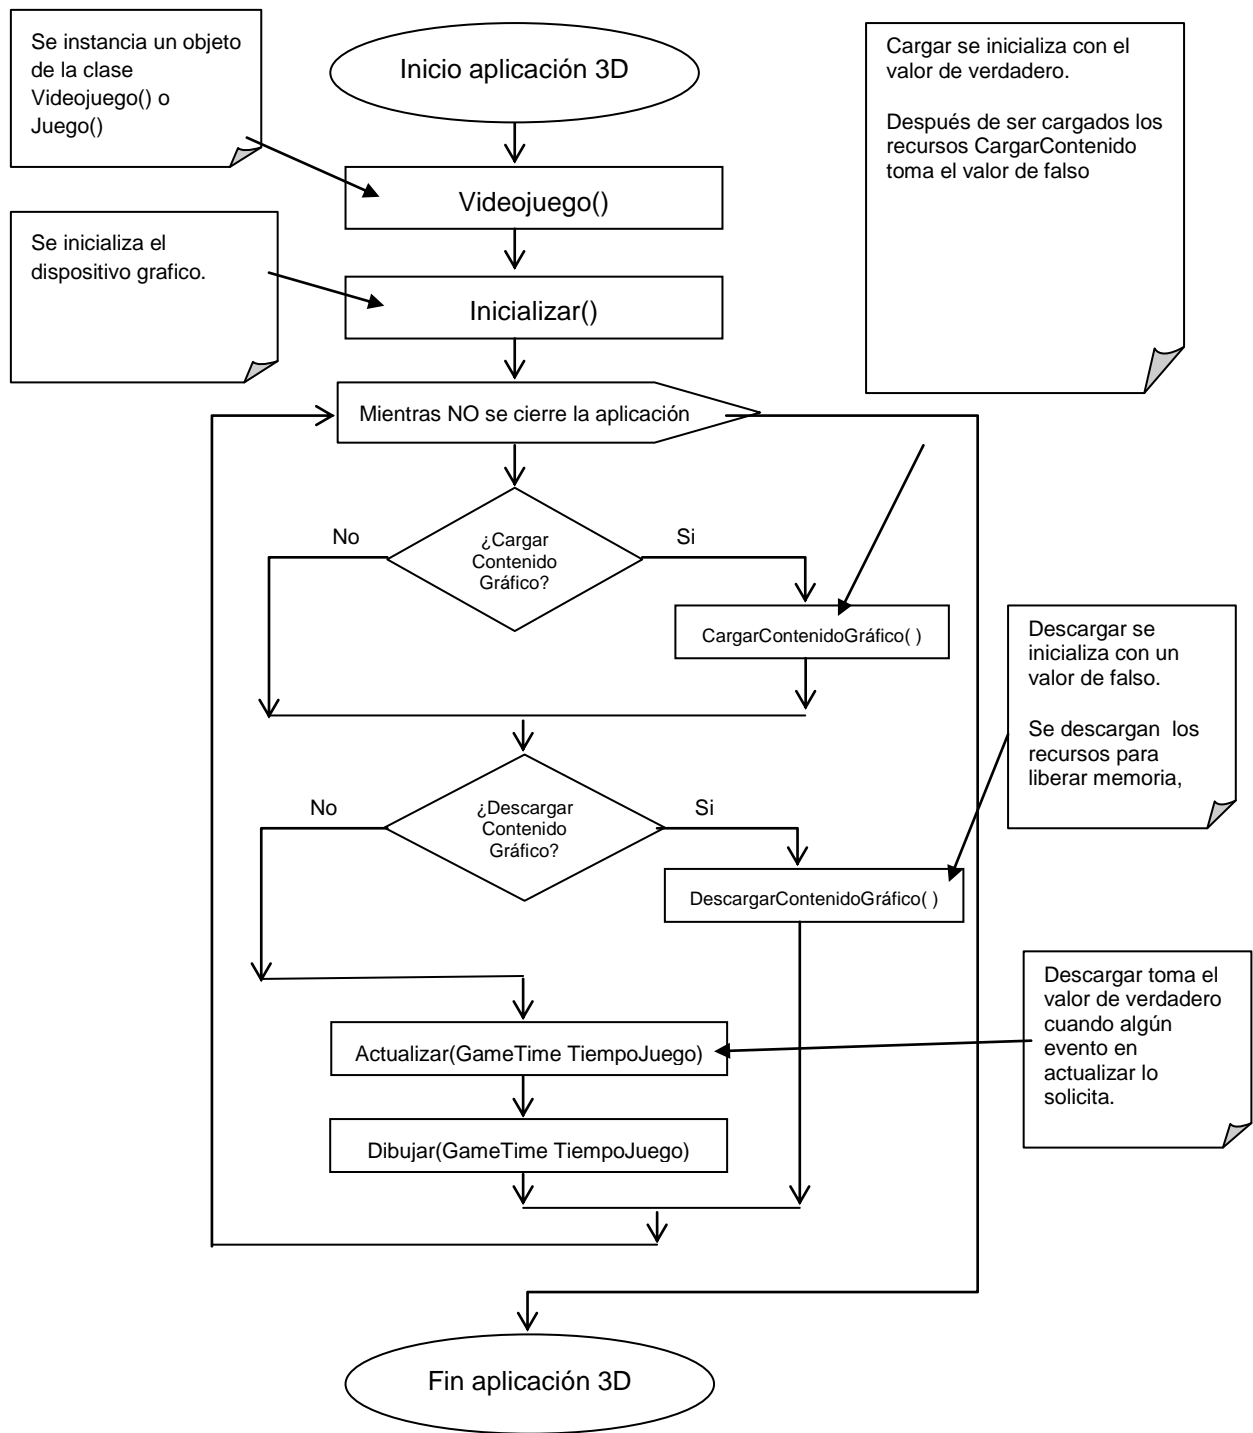 Se instancia un objeto
de la clase
Videojuego() o
Juego()
Inicio aplicación 3D
Cargar se inicializa con el
valor de verdadero.
Después de ser cargados los
recursos CargarContenido
toma el valor de falso
Videojuego()
Se inicializa el
dispositivo grafico.
Inicializar()
Mientras NO se cierre la aplicación
No
¿Cargar
Contenido
Gráfico?
Si
CargarContenidoGráfico( )
Descargar se
inicializa con un
valor de falso.
Se descargan  los
recursos para
liberar memoria,
No
¿Descargar
Contenido
Gráfico?
Si
DescargarContenidoGráfico( )
Descargar toma el
valor de verdadero
cuando algún
evento en
actualizar lo
solicita.
Actualizar(GameTime TiempoJuego)
Dibujar(GameTime TiempoJuego)
Fin aplicación 3D